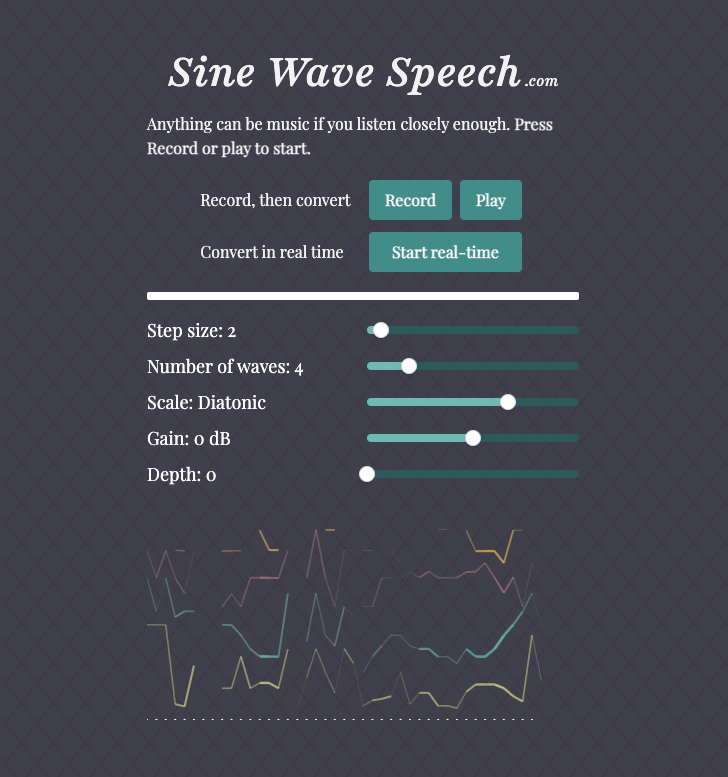 Sine Wave Speech.com
Anything can be music if you listen closely enough. Press
Record or play to start.
Record, then convert Record Play
Convert in real time Start real-time
Step size: 2
Number of waves: 4
Scale: Diatonic
Gain: 0 dB
Depth: 0